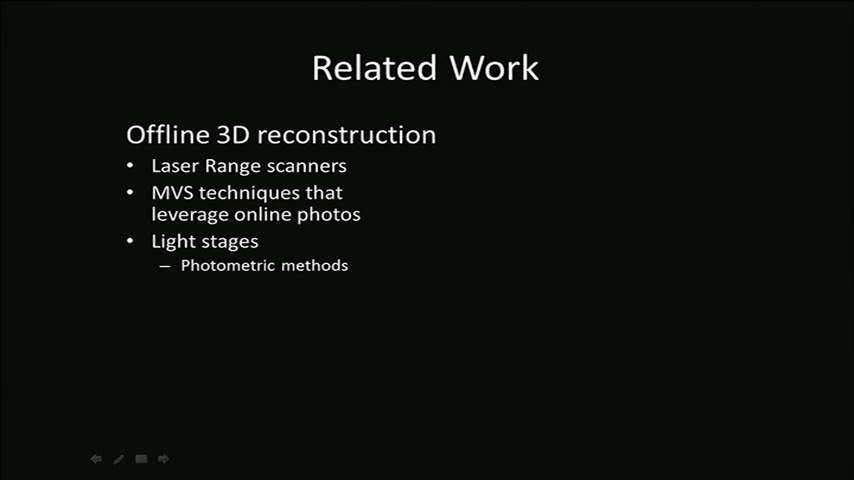 Related Work
Offline 3D reconstruction
• Laser Range scanners
• MVS techniques that
leverage online photos
• Light stages
– Photometric methods